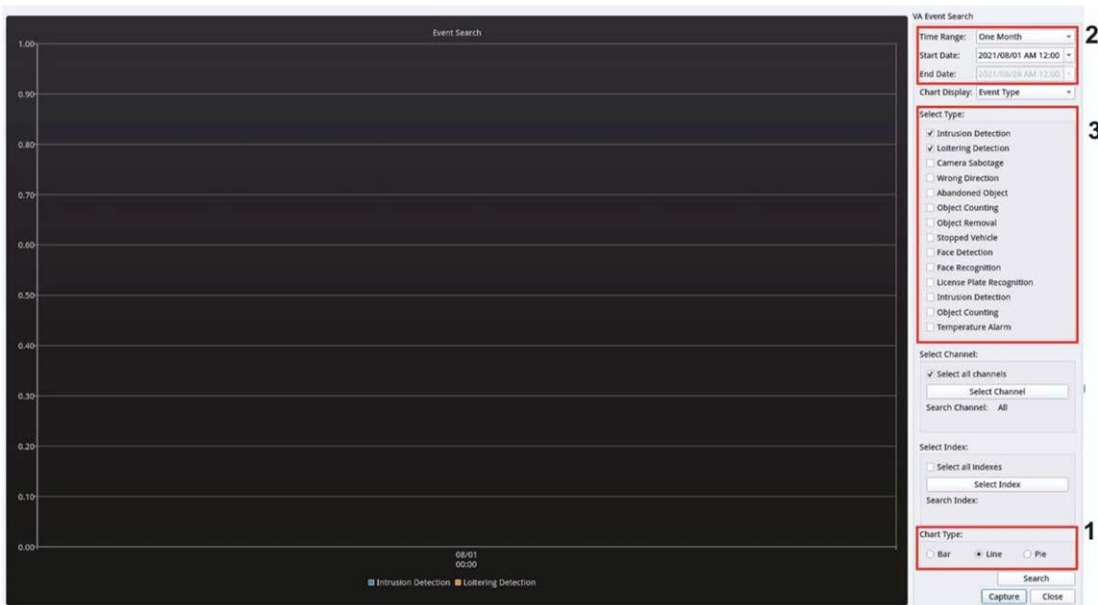 Event Search
1.00
0.90
0.80
0.70
0.60
0.50
0.40
0.30
0.20
0.10
0.00
08/01
00:00
Intrusion Detection Loitering Detection
VA Event Search
Time Range: One Month
2
Start Date: 2021/08/01 AM 12:00
End Date: 2021/08/28 AM 12:00
Chart Display: Event Type
Select Type:
3
Intrusion Detection
Loitering Detection
Camera Sabotage
Wrong Direction
Abandoned Object
Object Counting
Object Removal
Stopped Vehicle
Face Detection
Face Recognition
License Plate Recognition
Intrusion Detection
Object Counting
Temperature Alarm
Select Channel:
Select all channels
Select Channel
Search Channel: All
Select Index:
Select all indexes
Select Index
Search Index:
1
Chart Type:
Bar Line Pie
Search
Capture Close